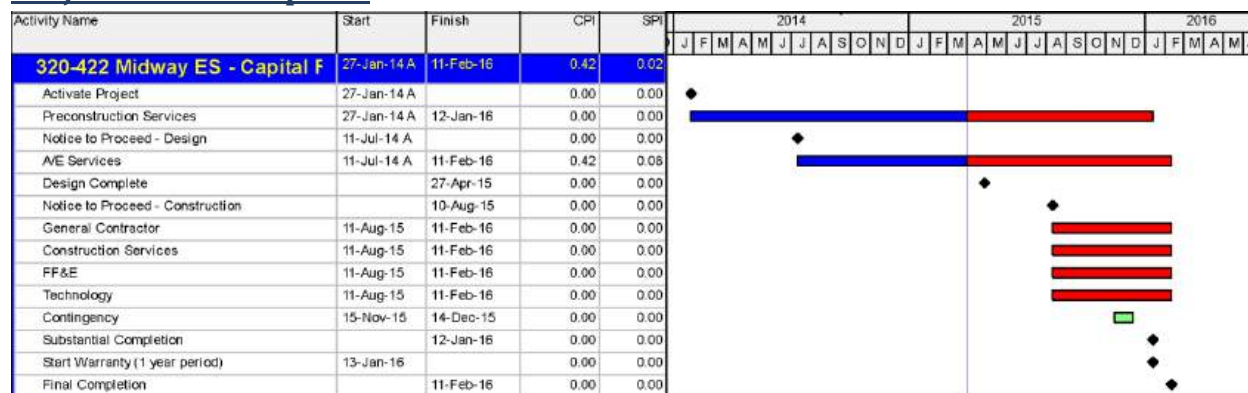 Activity Name Start Finish CPI SPI 2014 2015 2016
J F M A M J J A S O N D J F M A M J J A S O N D J F M A M
320-422 Midway ES - Capital F 27-Jan-14 A 11-Feb-16 0.42 0.02
Activate Project 27-Jan-14 A 0.00 0.00
Preconstruction Services 27-Jan-14 A 12-Jan-16 0.00 0.00
Notice to Proceed - Design 11-Jul-14 A 0.00 0.00
A/E Services 11-Jul-14 A 11-Feb-16 0.42 0.08
Design Complete 27-Apr-15 0.00 0.00
Notice to Proceed - Construction 10-Aug-15 0.00 0.00
General Contractor 11-Aug-15 11-Feb-16 0.00 0.00
Construction Services 11-Aug-15 11-Feb-16 0.00 0.00
FF&E 11-Aug-15 11-Feb-16 0.00 0.00
Technology 11-Aug-15 11-Feb-16 0.00 0.00
Contingency 15-Nov-15 14-Dec-15 0.00 0.00
Substantial Completion 12-Jan-16 0.00 0.00
Start Warranty (1 year period) 13-Jan-16 0.00 0.00
Final Completion 11-Feb-16 0.00 0.00